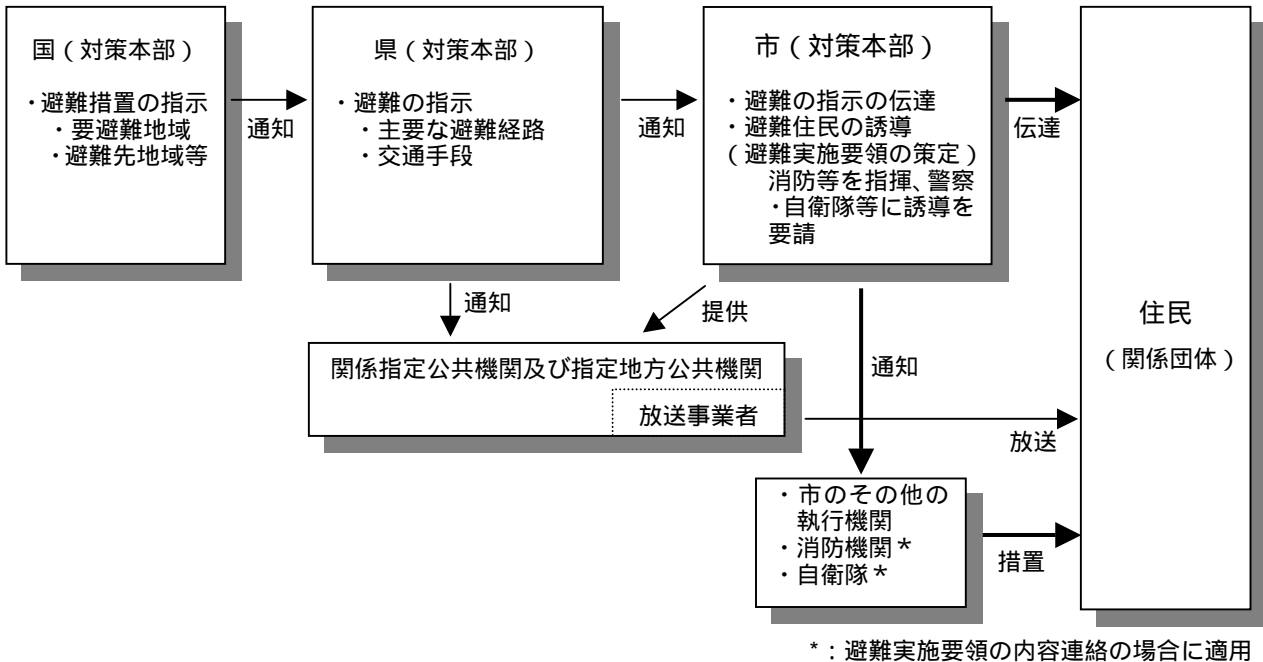 国（対策本部）
・避難措置の指示
・要避難地域
・避難先地域等
通知
県（対策本部）
・避難の指示
・主要な避難経路
・交通手段
通知
市（対策本部）
・避難の指示の伝達
・避難住民の誘導
（避難実施要領の策定）
消防等を指揮、警察
・自衛隊等に誘導を
要請
伝達
住民
（関係団体）
通知
提供
関係指定公共機関及び指定地方公共機関
放送事業者
通知
放送
・市のその他の
執行機関
・消防機関＊
・自衛隊＊
措置
＊：避難実施要領の内容連絡の場合に適用